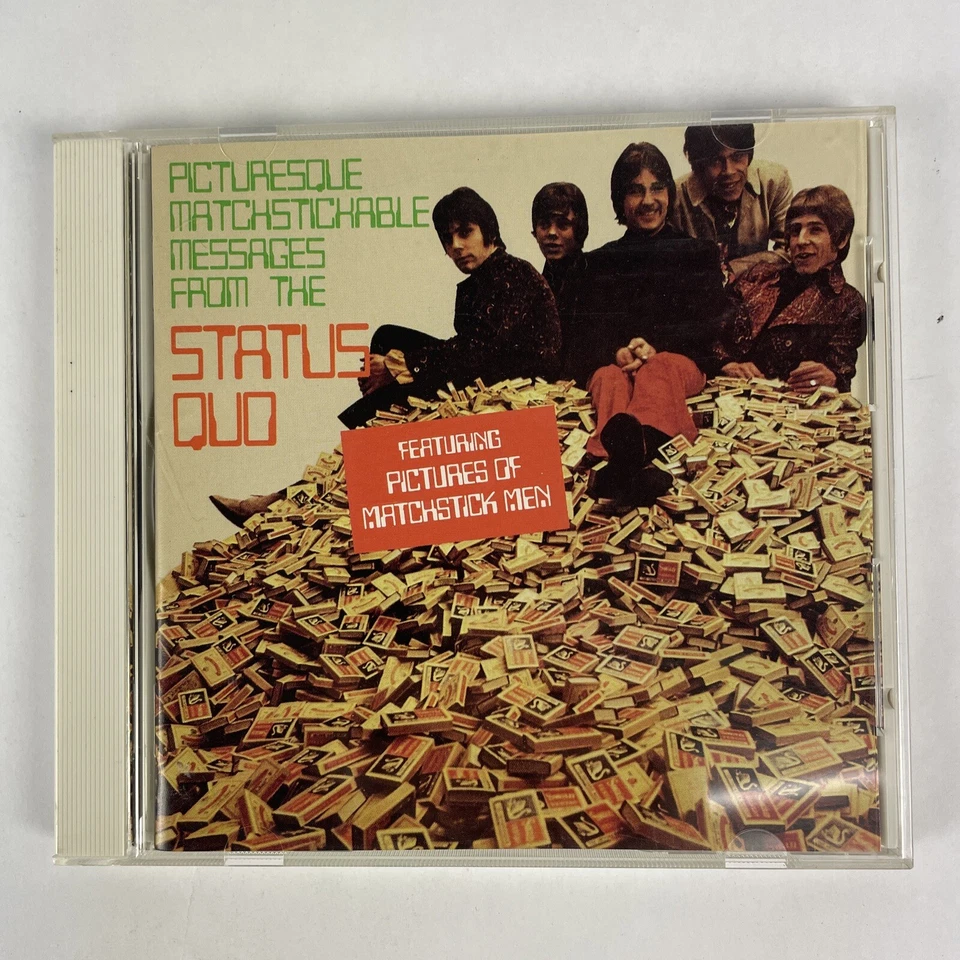 PICTURESQUE
MATCHSTICKABLE
MESSAGES
FROM THE
STATUS
QUO
FEATURING
PICTURES OF
MATCHSTICK MEN